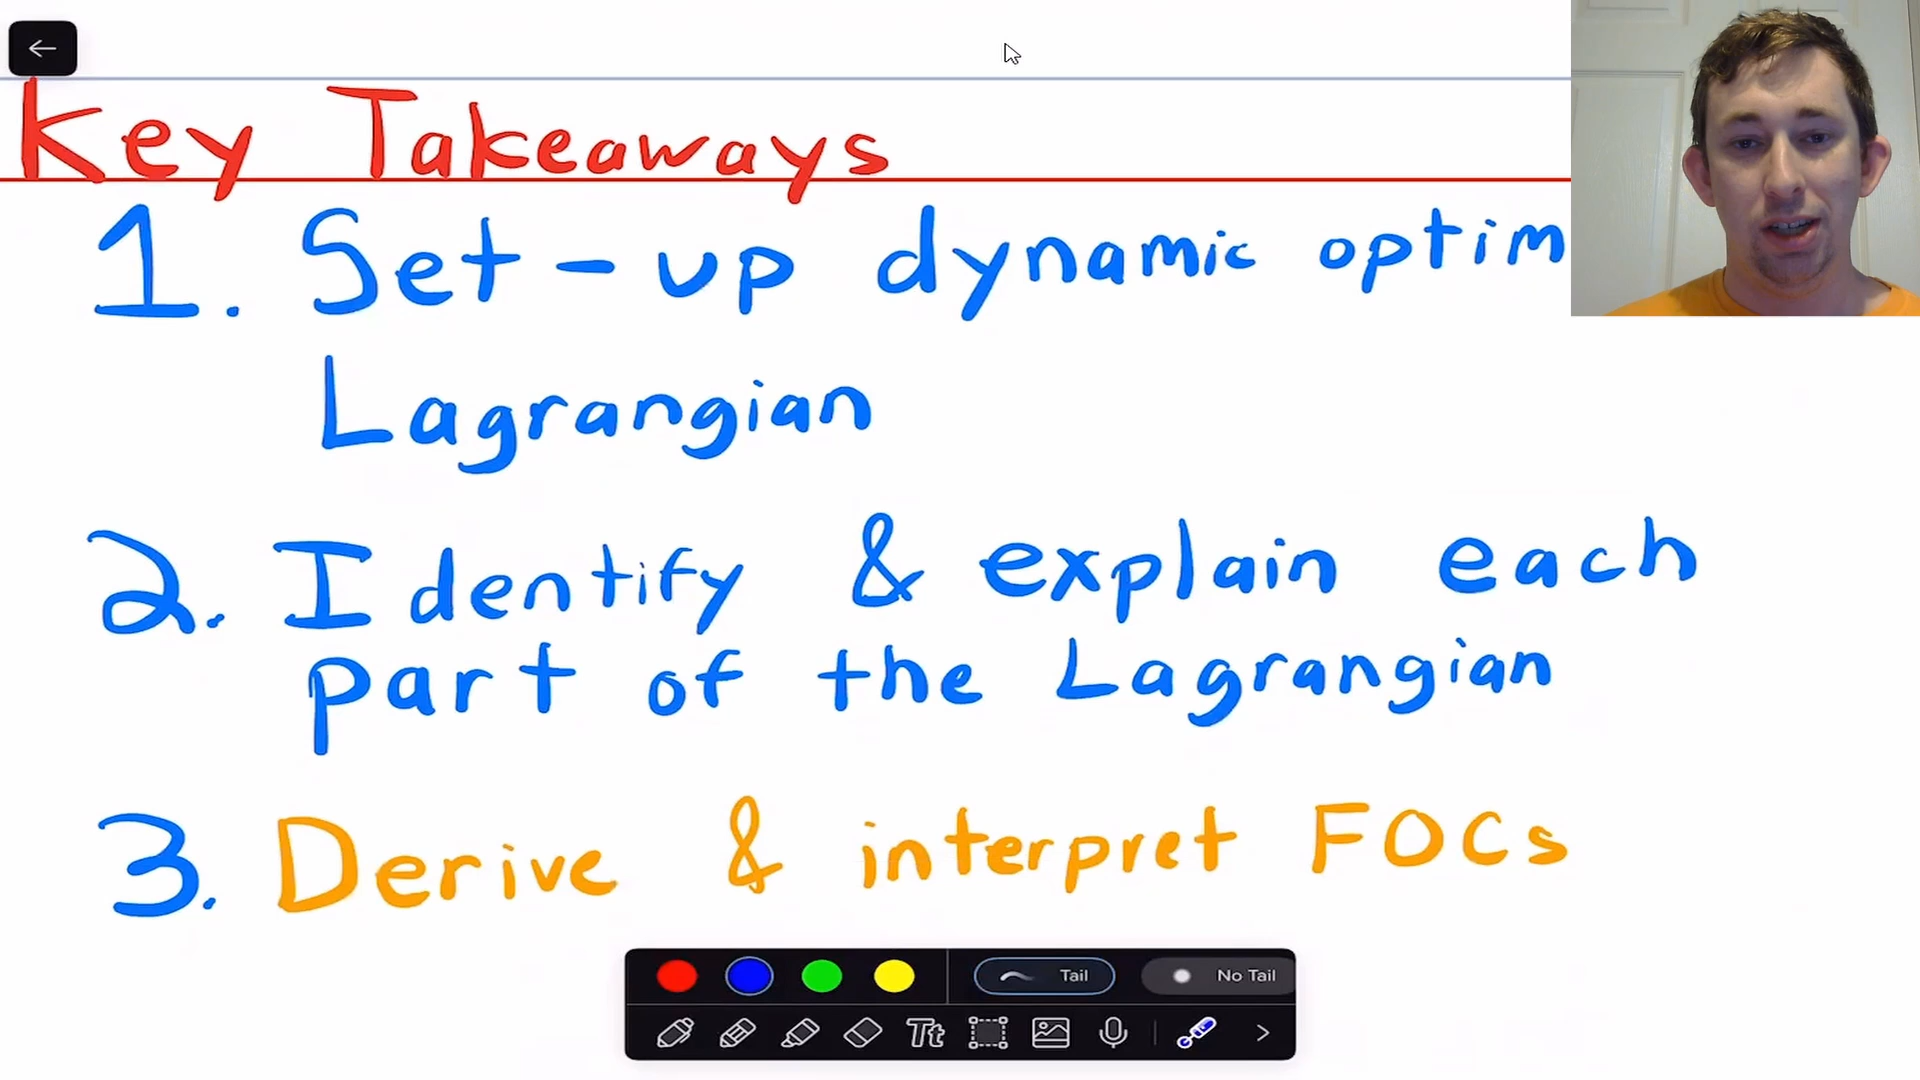 Key Takeaways
1. Set-up dynamic optim
Lagrangian
2. Identify & explain each
part of the Lagrangian
3. Derive & interpret FOCs
Tail
No Tail
Tt